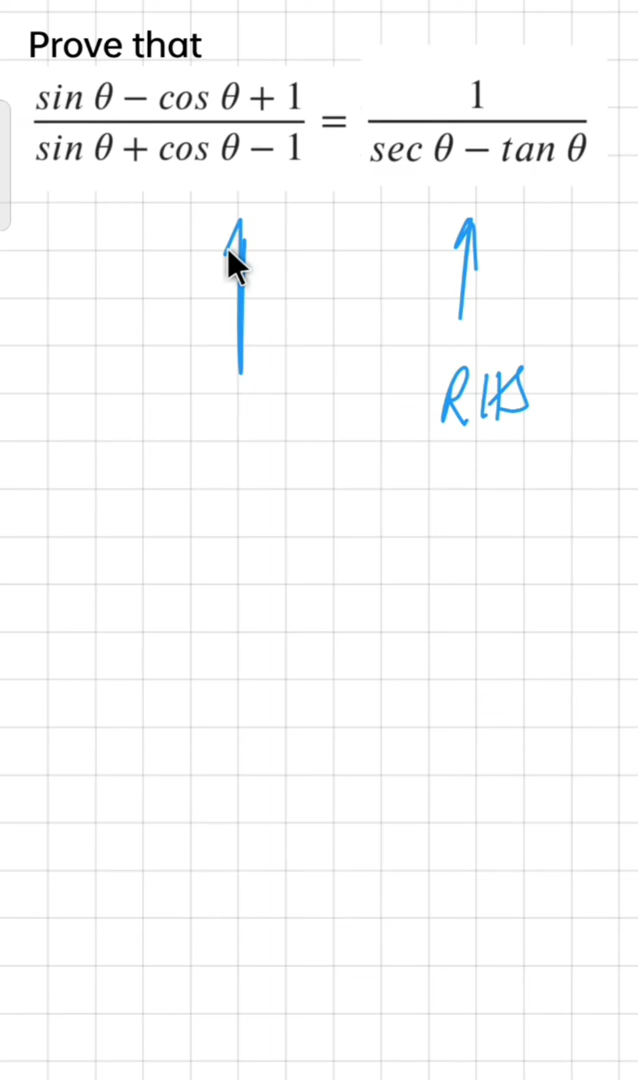 Prove that
sin θ − cos θ + 1 / sin θ + cos θ − 1 = 1 / sec θ − tan θ
RHS